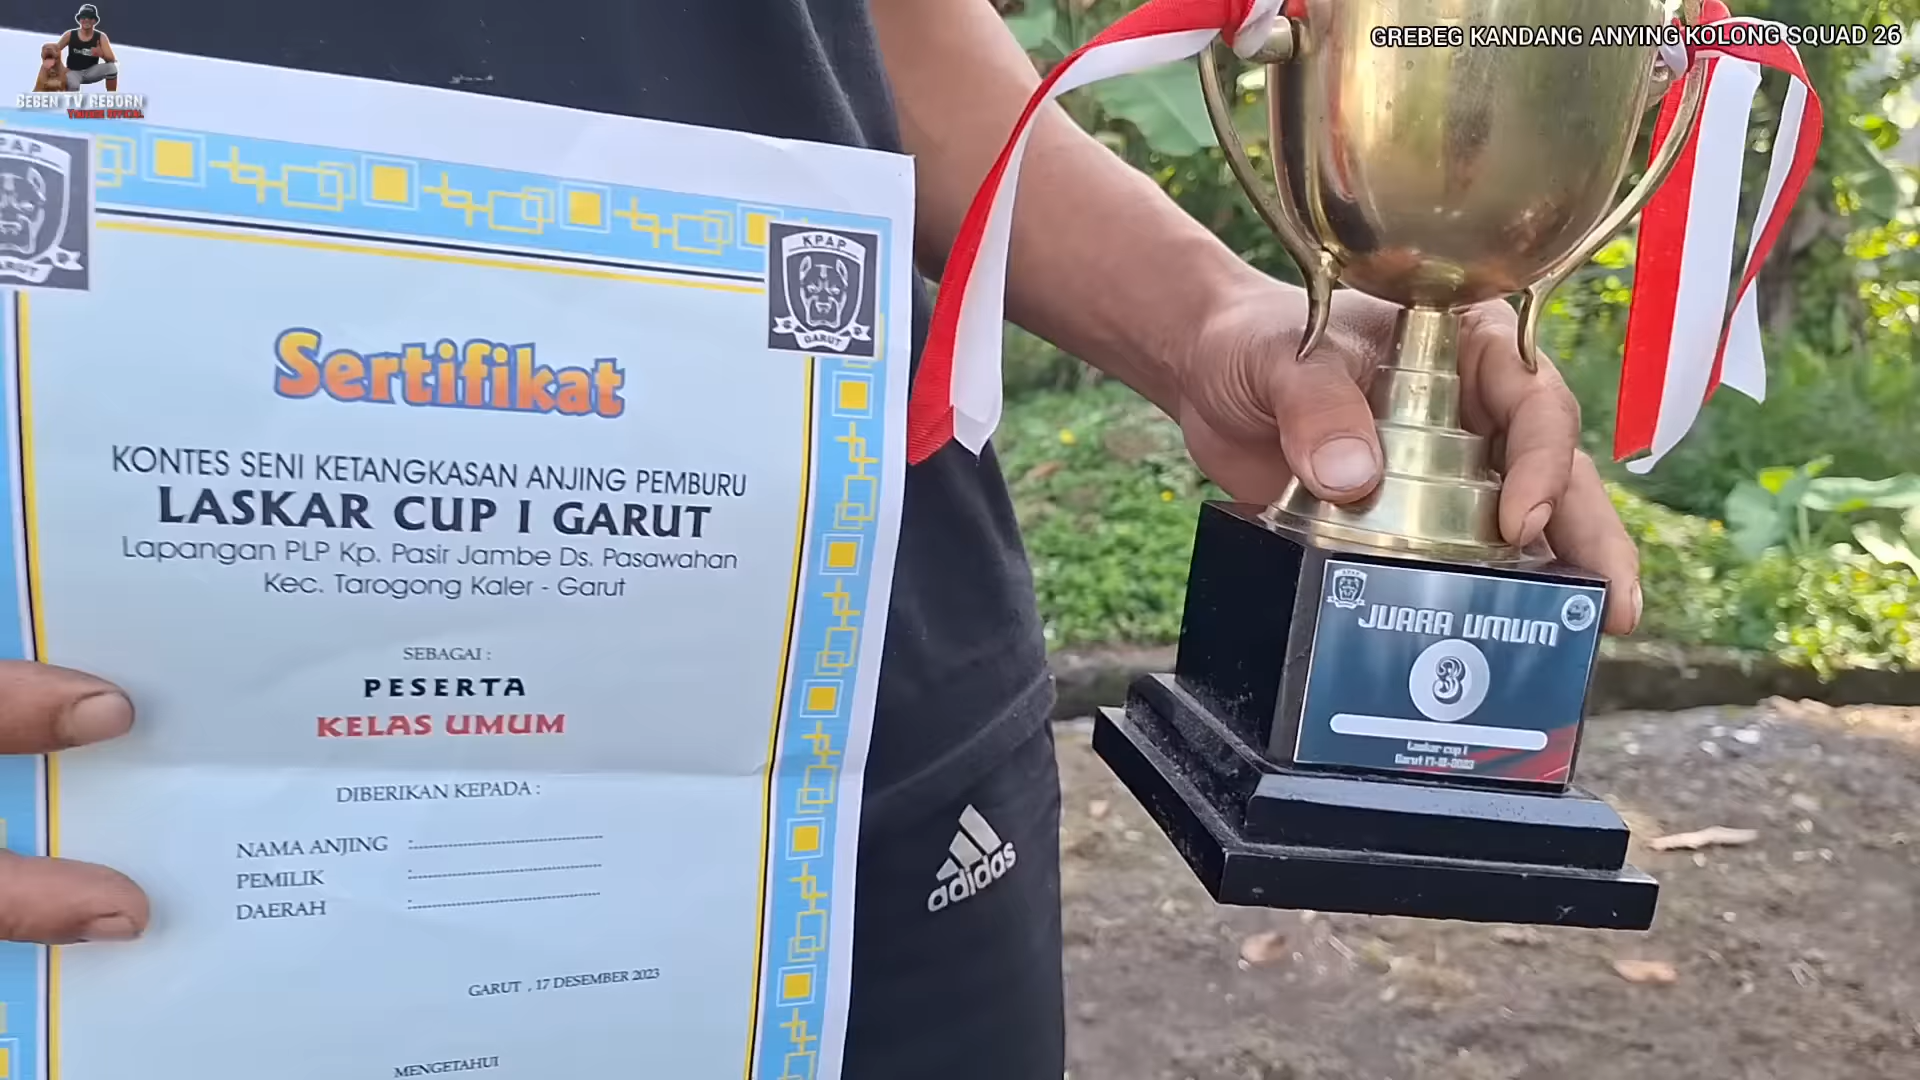 BEBEN TV REBORN
GREBEG KANDANG ANYING KOLONG SQUAD 26
KPAP
GARUT
Sertifikat
KONTES SENI KETANGKASAN ANJING PEMBURU
LASKAR CUP I GARUT
Lapangan PLP Kp. Pasir Jambe Ds. Pasawahan
Kec. Tarogong Kaler - Garut
SEBAGAI :
PESERTA
KELAS UMUM
DIBERIKAN KEPADA :
NAMA ANJING :
PEMILIK :
DAERAH :
GARUT , 17 DESEMBER 2023
MENGETAHUI
adidas
JUARA UMUM
3
Laskar cup I